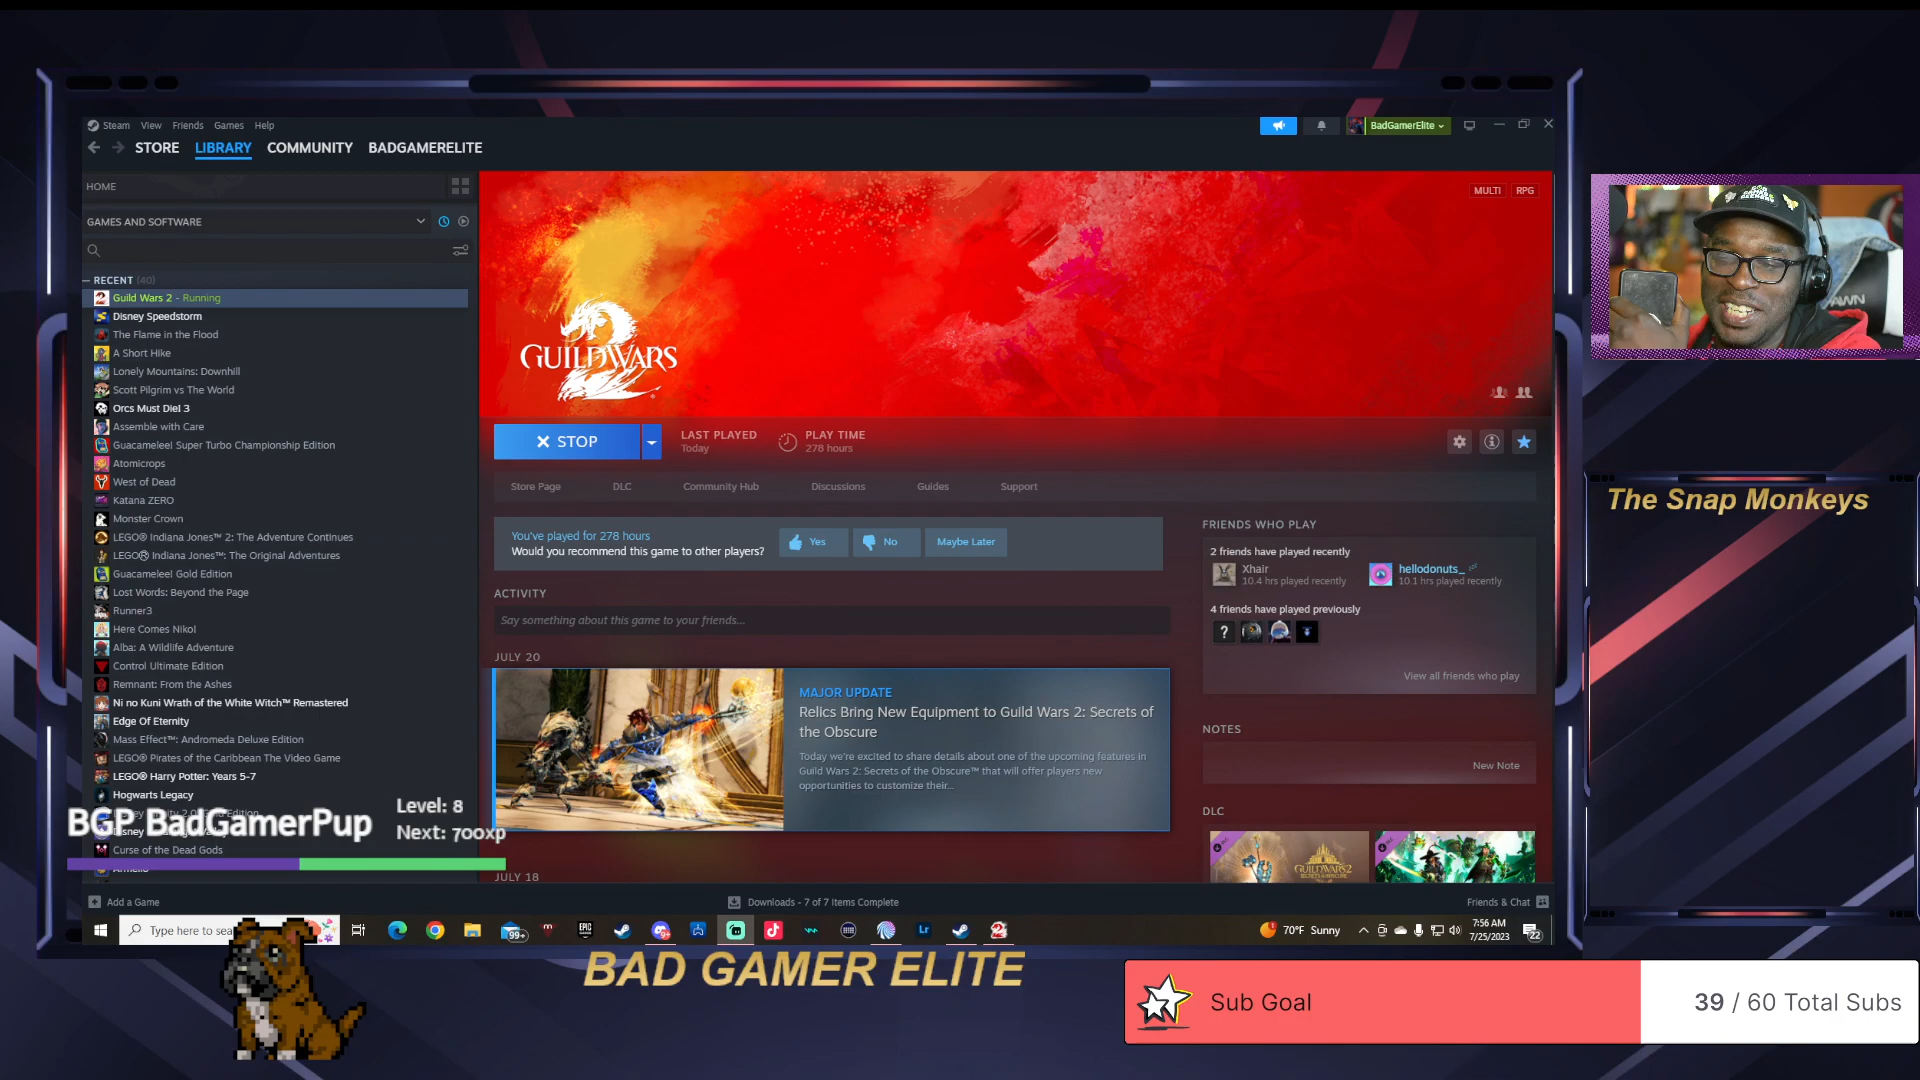 Steam View Friends Games Help
BadGamerElite
STORE LIBRARY COMMUNITY BADGAMERELITE
HOME
GAMES AND SOFTWARE
RECENT (40)
Guild Wars 2 - Running
Disney Speedstorm
The Flame in the Flood
A Short Hike
Lonely Mountains: Downhill
Scott Pilgrim vs The World
Orcs Must Die! 3
Assemble with Care
Guacamelee! Super Turbo Championship Edition
Atomicrops
West of Dead
Katana ZERO
Monster Crown
LEGO® Indiana Jones™ 2: The Adventure Continues
LEGO® Indiana Jones™: The Original Adventures
Guacamelee! Gold Edition
Lost Words: Beyond the Page
Runner3
Here Comes Niko!
Alba: A Wildlife Adventure
Control Ultimate Edition
Remnant: From the Ashes
Ni no Kuni Wrath of the White Witch™ Remastered
Edge Of Eternity
Mass Effect™: Andromeda Deluxe Edition
LEGO® Pirates of the Caribbean The Video Game
LEGO® Harry Potter: Years 5-7
Hogwarts Legacy
Disney
Curse of the Dead Gods
BGP BadGamerPup
Level: 8
Next: 700xp
Add a Game
MULTI RPG
GUILD WARS 2
STOP
LAST PLAYED
Today
PLAY TIME
278 hours
Store Page DLC Community Hub Discussions Guides Support
You've played for 278 hours
Would you recommend this game to other players?
Yes No Maybe Later
ACTIVITY
Say something about this game to your friends...
JULY 20
MAJOR UPDATE
Relics Bring New Equipment to Guild Wars 2: Secrets of
the Obscure
Today we're excited to share details about one of the upcoming features in
Guild Wars 2: Secrets of the Obscure™ that will offer players new
opportunities to customize their...
JULY 18
FRIENDS WHO PLAY
2 friends have played recently
Xhair
10.4 hrs played recently
hellodonuts_
10.1 hrs played recently
4 friends have played previously
?
View all friends who play
NOTES
New Note
DLC
GUILD WARS 2
Downloads - 7 of 7 Items Complete
Friends & Chat
Type here to sea
99+
EPIC
Lr
70°F Sunny
7:56 AM
7/25/2023
22
The Snap Monkeys
BAD GAMER ELITE
Sub Goal
39 / 60 Total Subs